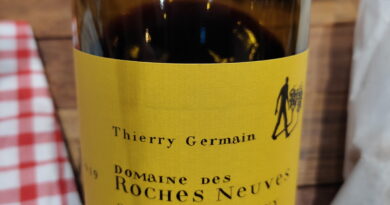 Thierry Germain
DOMAINE DES
ROCHES NEUVES